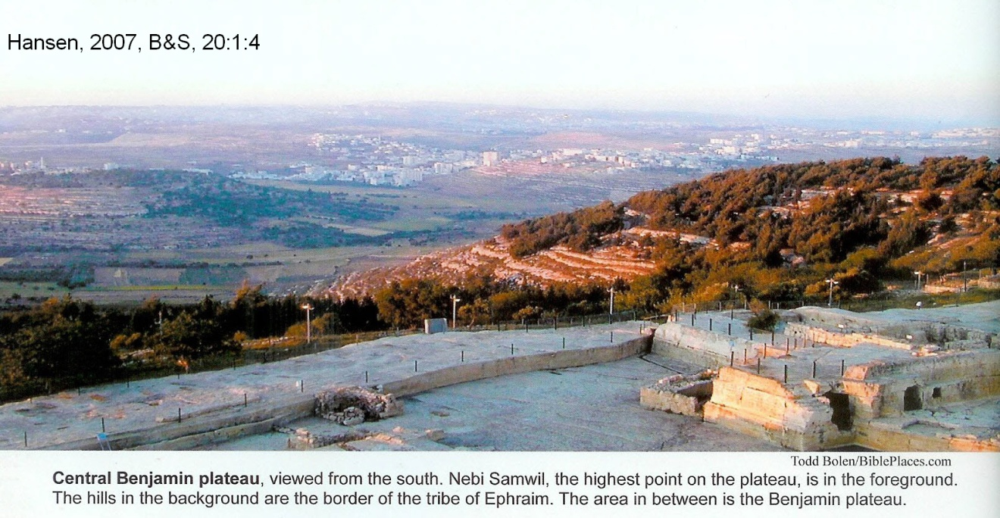 Hansen, 2007, B&S, 20:1:4
Todd Bolen/BiblePlaces.com
Central Benjamin plateau, viewed from the south. Nebi Samwil, the highest point on the plateau, is in the foreground.
The hills in the background are the border of the tribe of Ephraim. The area in between is the Benjamin plateau.